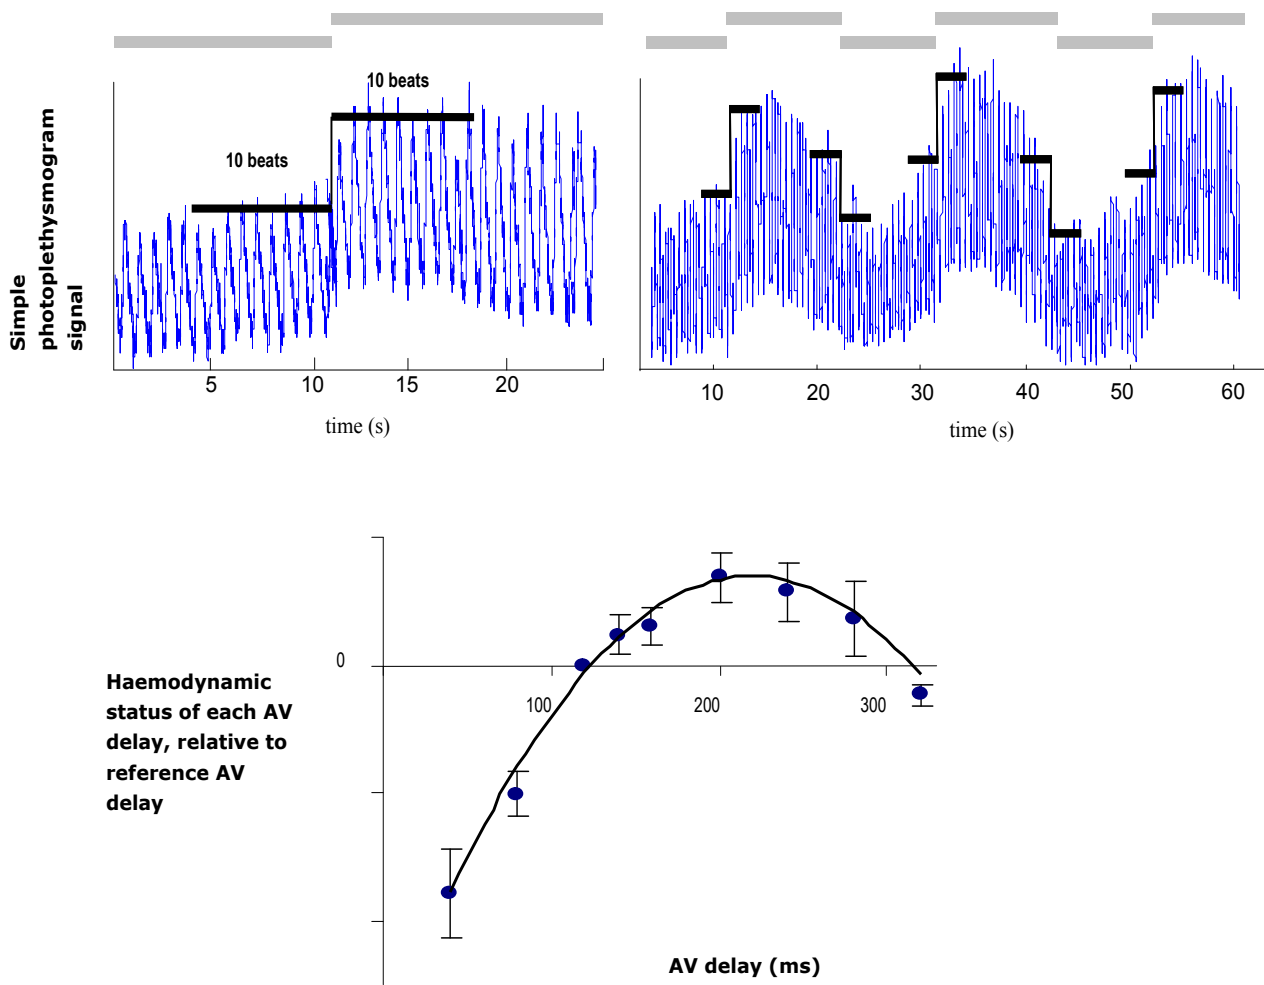 10 beats
10 beats
Simple
photoplethysmogram
signal
5 10 15 20
time (s)
10 20 30 40 50 60
time (s)
0
100 200 300
Haemodynamic
status of each AV
delay, relative to
reference AV
delay
AV delay (ms)